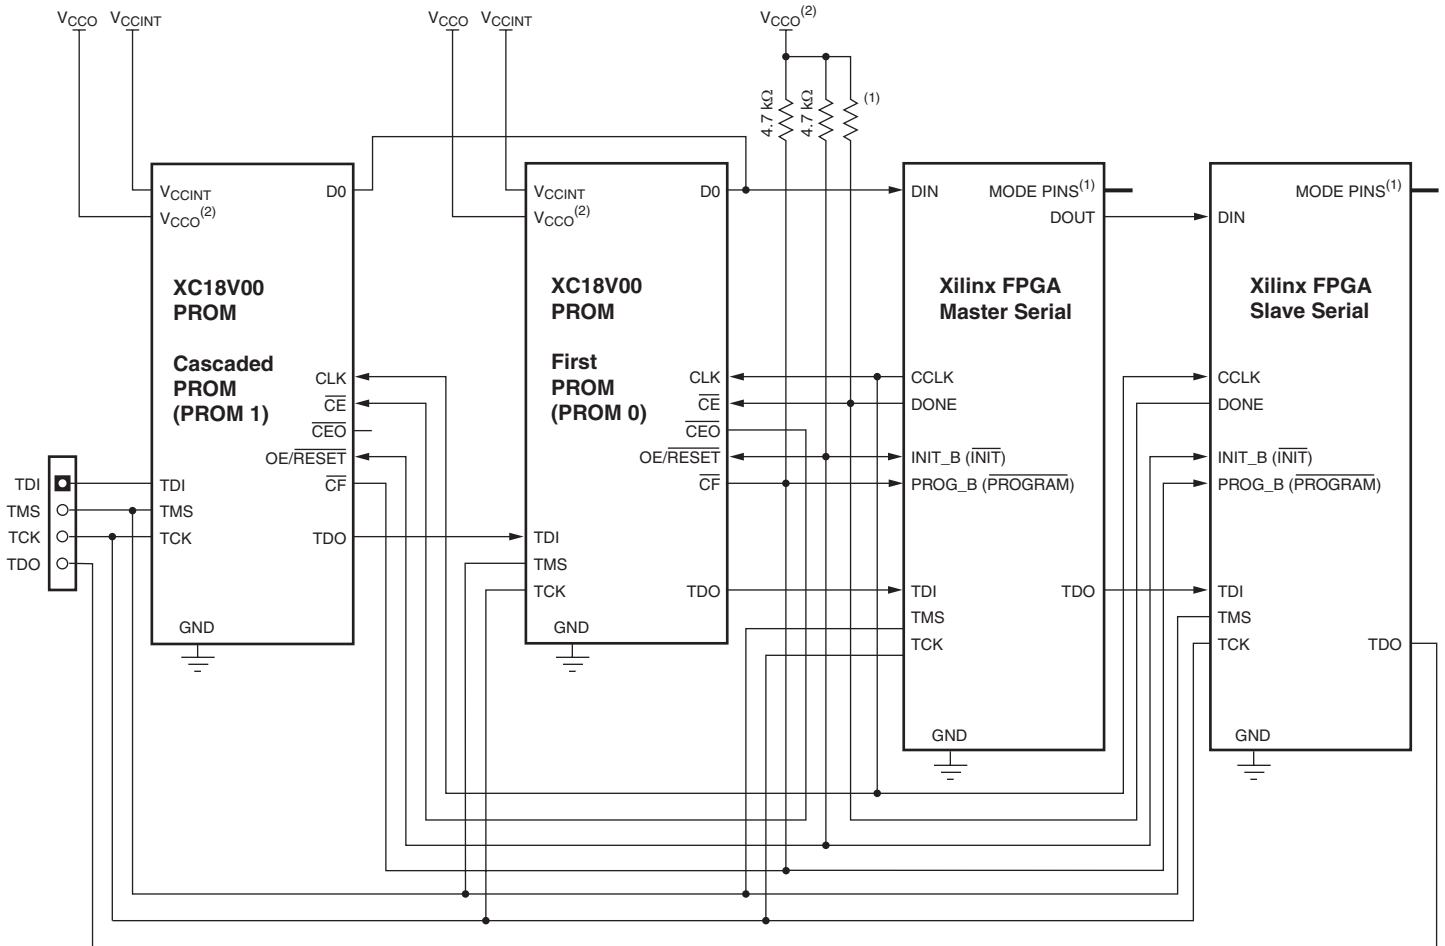 VCCO VCCINT
VCCO VCCINT
VCCO(2)
4.7 kΩ
4.7 kΩ
(1)
VCCINT
VCCO(2)
D0
XC18V00
PROM
Cascaded
PROM
(PROM 1)
CLK
CE
CEO
OE/RESET
CF
TDI
TMS
TCK
TDO
GND
TDI
TMS
TCK
TDO
VCCINT
VCCO(2)
D0
XC18V00
PROM
First
PROM
(PROM 0)
CLK
CE
CEO
OE/RESET
CF
TDI
TMS
TCK
TDO
GND
DIN
MODE PINS(1)
DOUT
Xilinx FPGA
Master Serial
CCLK
DONE
INIT_B (INIT)
PROG_B (PROGRAM)
TDI
TMS
TCK
TDO
GND
MODE PINS(1)
DIN
Xilinx FPGA
Slave Serial
CCLK
DONE
INIT_B (INIT)
PROG_B (PROGRAM)
TDI
TMS
TCK
TDO
GND